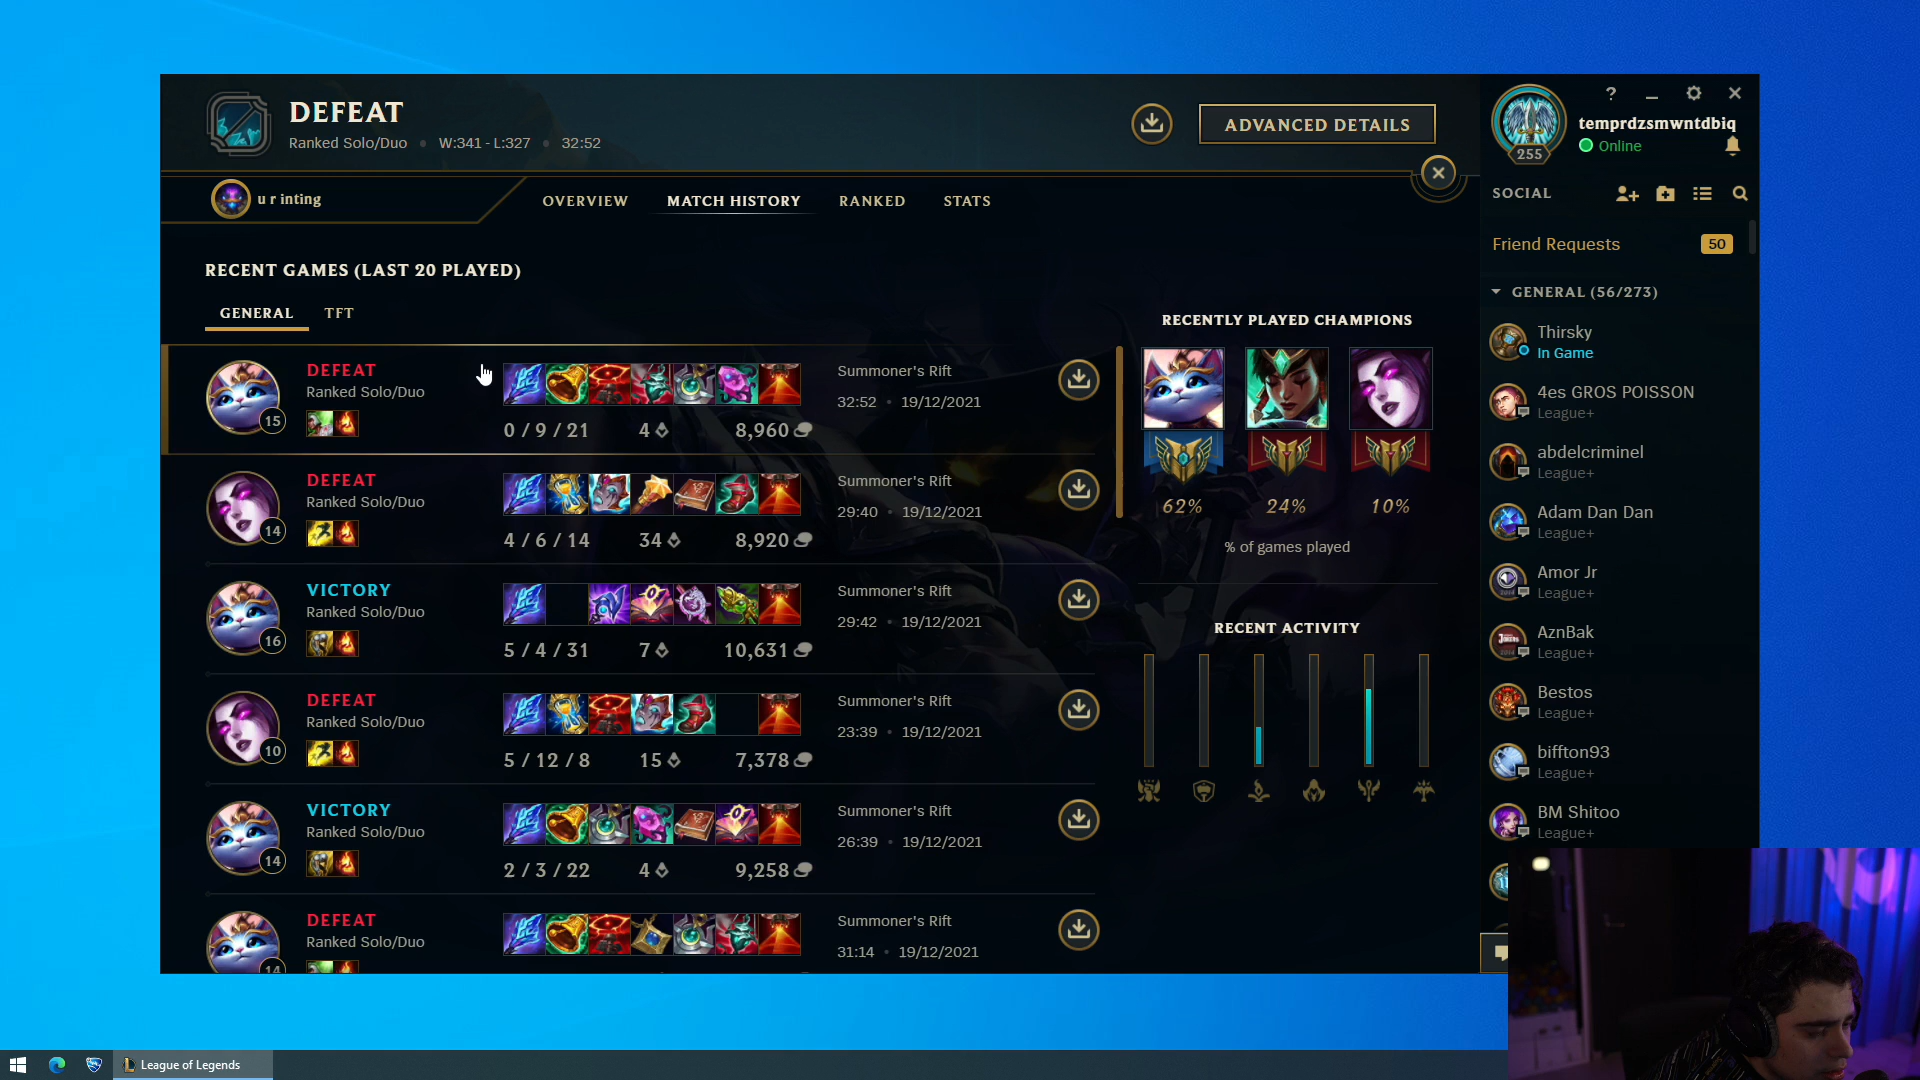 DEFEAT
Ranked Solo/Duo • W:341 - L:327 • 32:52
ADVANCED DETAILS
u r inting
OVERVIEW
MATCH HISTORY
RANKED
STATS
RECENT GAMES (LAST 20 PLAYED)
GENERAL
TFT
15
DEFEAT
Ranked Solo/Duo
0 / 9 / 21
4
8,960
Summoner's Rift
32:52 • 19/12/2021
14
DEFEAT
Ranked Solo/Duo
4 / 6 / 14
34
8,920
Summoner's Rift
29:40 • 19/12/2021
16
VICTORY
Ranked Solo/Duo
5 / 4 / 31
7
10,631
Summoner's Rift
29:42 • 19/12/2021
10
DEFEAT
Ranked Solo/Duo
5 / 12 / 8
15
7,378
Summoner's Rift
23:39 • 19/12/2021
14
VICTORY
Ranked Solo/Duo
2 / 3 / 22
4
9,258
Summoner's Rift
26:39 • 19/12/2021
14
DEFEAT
Ranked Solo/Duo
Summoner's Rift
31:14 • 19/12/2021
RECENTLY PLAYED CHAMPIONS
62%
24%
10%
% of games played
RECENT ACTIVITY
?
temprdzsmwntdbiq
Online
255
SOCIAL
Friend Requests
50
GENERAL (56/273)
Thirsky
In Game
4es GROS POISSON
League+
abdelcriminel
League+
Adam Dan Dan
League+
Amor Jr
League+
AznBak
League+
Bestos
League+
biffton93
League+
BM Shitoo
League+
League of Legends